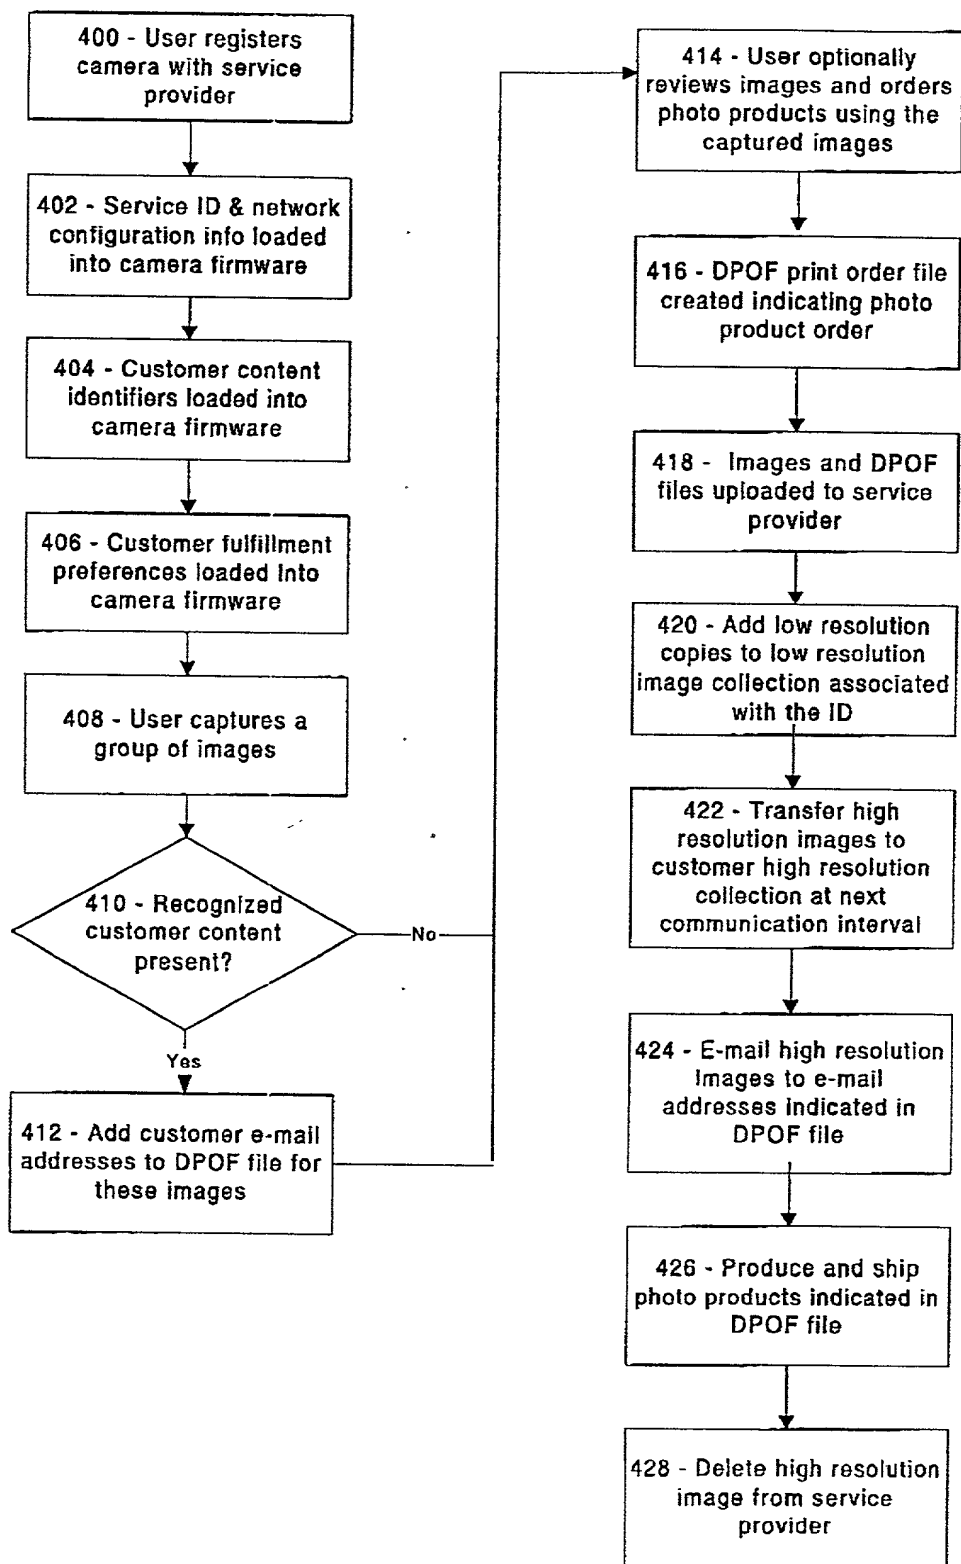 400 - User registers
camera with service
provider
402 - Service ID & network
configuration info loaded
into camera firmware
404 - Customer content
identifiers loaded into
camera firmware
406 - Customer fulfillment
preferences loaded into
camera firmware
408 - User captures a
group of images
410 - Recognized
customer content
present?
No
Yes
412 - Add customer e-mail
addresses to DPOF file for
these images
414 - User optionally
reviews images and orders
photo products using the
captured images
416 - DPOF print order file
created indicating photo
product order
418 - Images and DPOF
files uploaded to service
provider
420 - Add low resolution
copies to low resolution
image collection associated
with the ID
422 - Transfer high
resolution images to
customer high resolution
collection at next
communication interval
424 - E-mail high resolution
images to e-mail
addresses indicated in
DPOF file
426 - Produce and ship
photo products indicated in
DPOF file
428 - Delete high resolution
image from service
provider